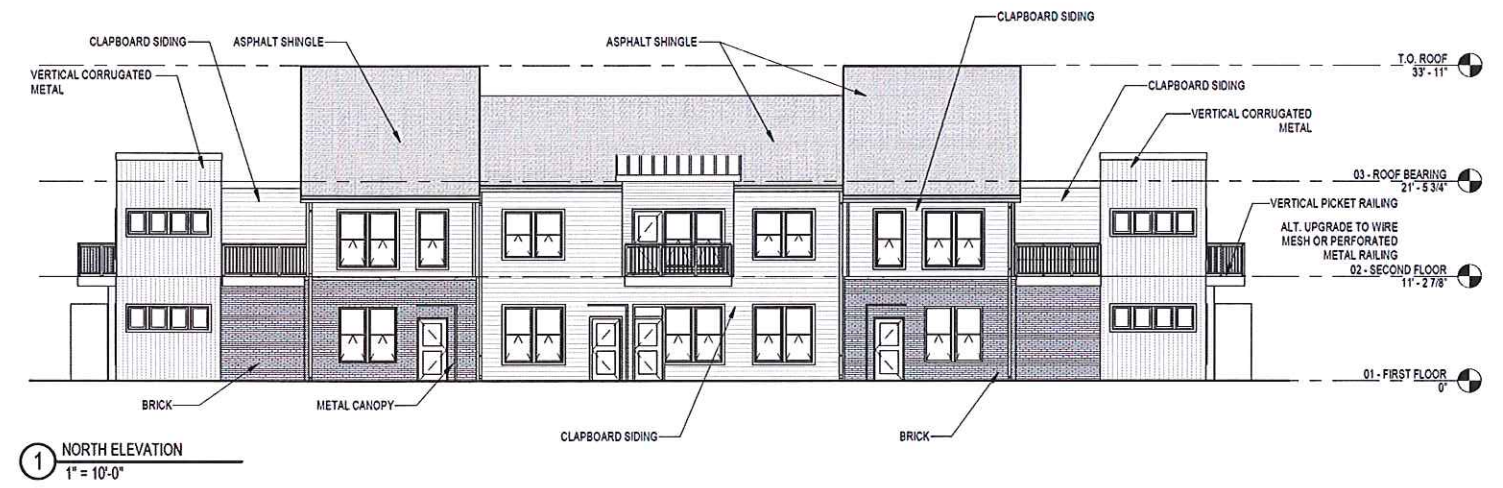 CLAPBOARD SIDING
CLAPBOARD SIDING
ASPHALT SHINGLE
ASPHALT SHINGLE
T.O. ROOF
33' - 11"
VERTICAL CORRUGATED
METAL
CLAPBOARD SIDING
VERTICAL CORRUGATED
METAL
03 - ROOF BEARING
21' - 5 3/4"
VERTICAL PICKET RAILING
ALT. UPGRADE TO WIRE
MESH OR PERFORATED
METAL RAILING
02 - SECOND FLOOR
11' - 2 7/8"
01 - FIRST FLOOR
0"
BRICK
METAL CANOPY
CLAPBOARD SIDING
BRICK
1
NORTH ELEVATION
1" = 10'-0"